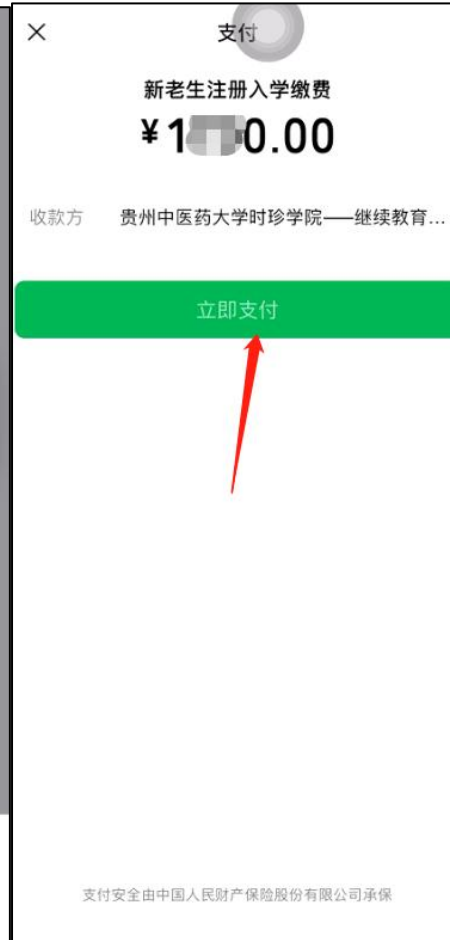 支付
新老生注册入学缴费
¥1 0.00
收款方 贵州中医药大学时珍学院——继续教育...
立即支付
支付安全由中国人民财产保险股份有限公司承保